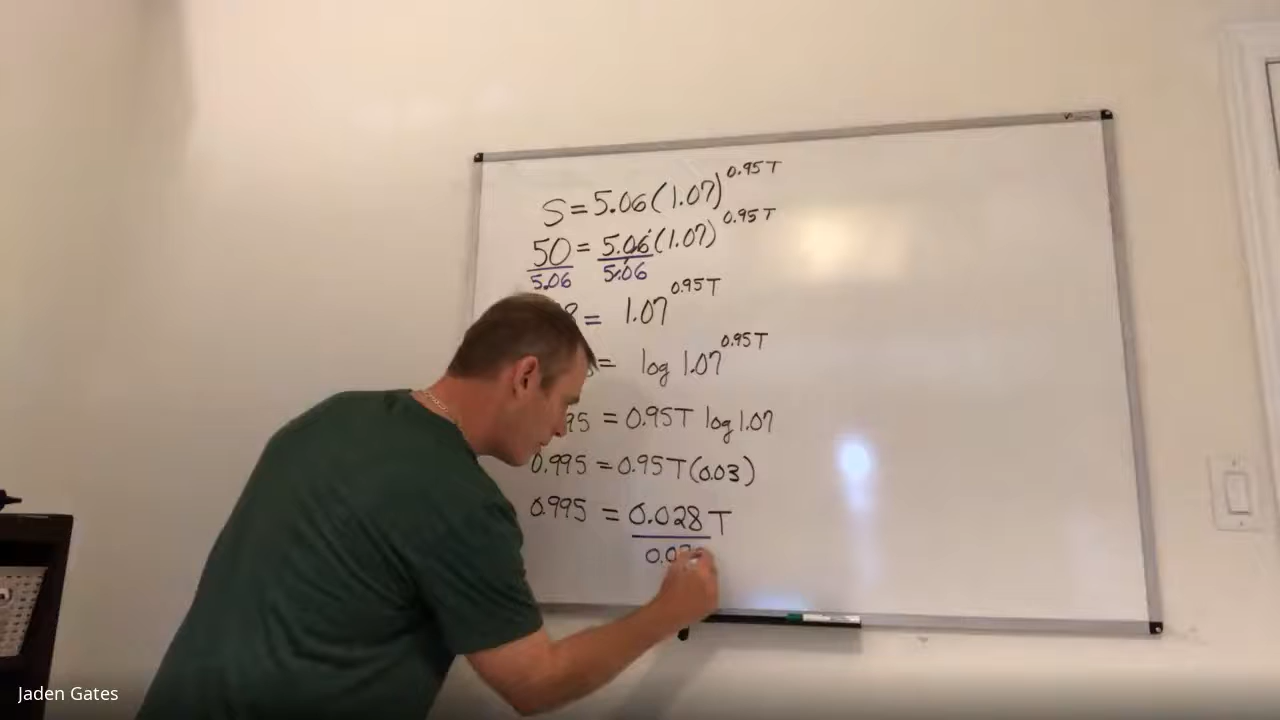 S = 5.06(1.07)^0.95T
50 = 5.06(1.07)^0.95T
5.06 5.06
= 1.07^0.95T
= log 1.07^0.95T
95 = 0.95T log 1.07
0.995 = 0.95T(0.03)
0.995 = 0.028T
0.0
Jaden Gates